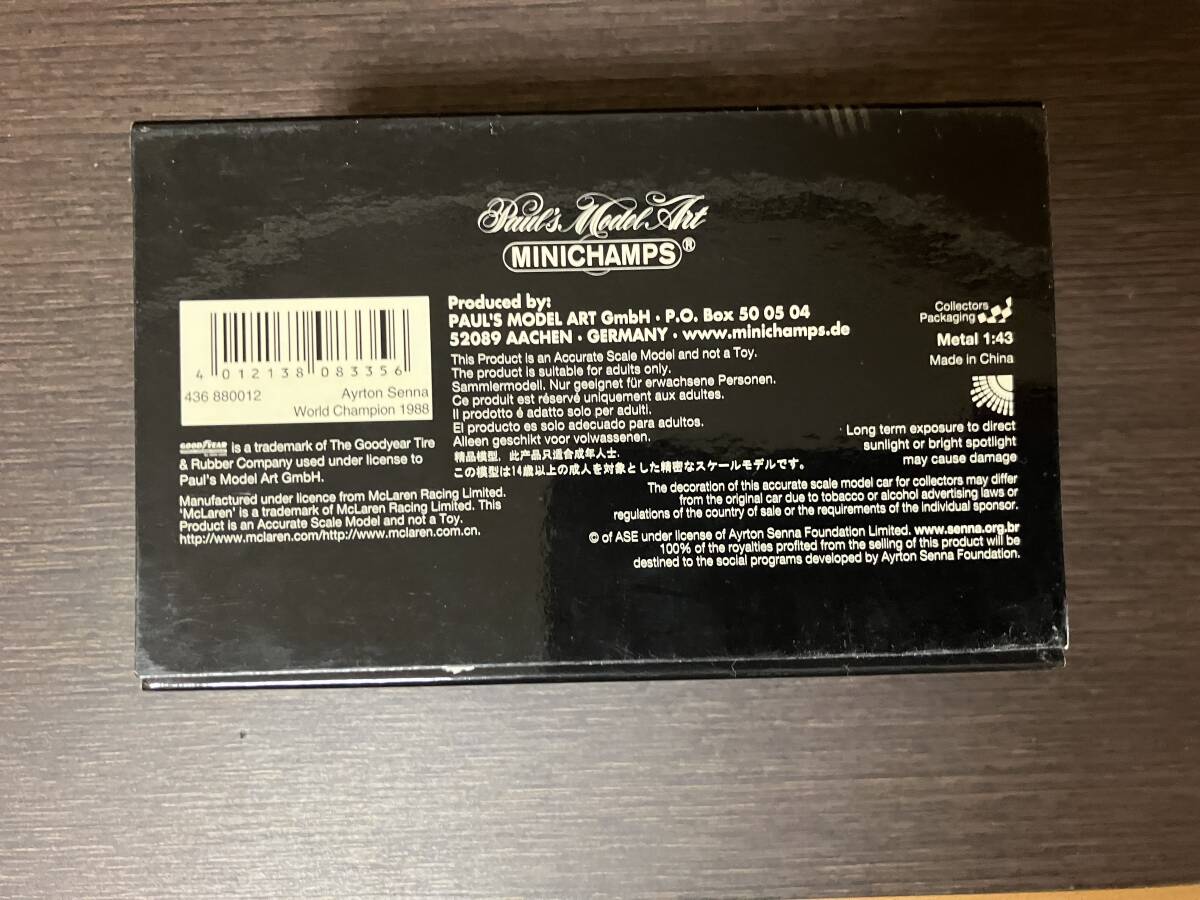 Paul's Model Art
MINICHAMPS®
4 012138 083356
436 880012
Ayrton Senna
World Champion 1988
GOODYEAR is a trademark of The Goodyear Tire
& Rubber Company used under license to
Paul's Model Art GmbH.
Manufactured under licence from McLaren Racing Limited.
'McLaren' is a trademark of McLaren Racing Limited. This
Product is an Accurate Scale Model and not a Toy.
http://www.mclaren.com/http://www.mclaren.com.cn.
Produced by:
PAUL'S MODEL ART GmbH · P.O. Box 50 05 04
52089 AACHEN · GERMANY · www.minichamps.de
This Product is an Accurate Scale Model and not a Toy.
The product is suitable for adults only.
Sammlermodell. Nur geeignet für erwachsene Personen.
Ce produit est réservé uniquement aux adultes.
Il prodotto é adatto solo per adulti.
El producto es solo adecuado para adultos.
Alleen geschikt voor volwassenen.
精品模型，此产品只适合成年人士.
この模型は14歳以上の成人を対象とした精密なスケールモデルです。
Collectors
Packaging
Metal 1:43
Made in China
Long term exposure to direct
sunlight or bright spotlight
may cause damage
The decoration of this accurate scale model car for collectors may differ
from the original car due to tobacco or alcohol advertising laws or
regulations of the country of sale or the requirements of the individual sponsor.
© of ASE under license of Ayrton Senna Foundation Limited. www.senna.org.br
100% of the royalties profited from the selling of this product will be
destined to the social programs developed by Ayrton Senna Foundation.